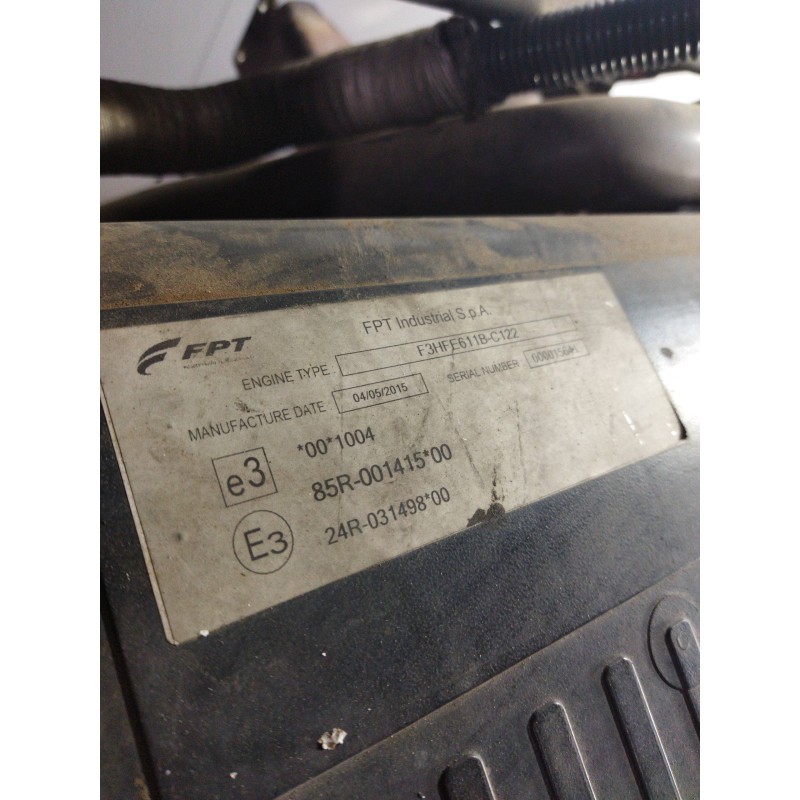 FPT Industrial S.p.A.
FPT
ENGINE TYPE F3HFE611B-C122
MANUFACTURE DATE 04/05/2015 SERIAL NUMBER
e3 *00*1004
85R-001415*00
E3 24R-031498*00